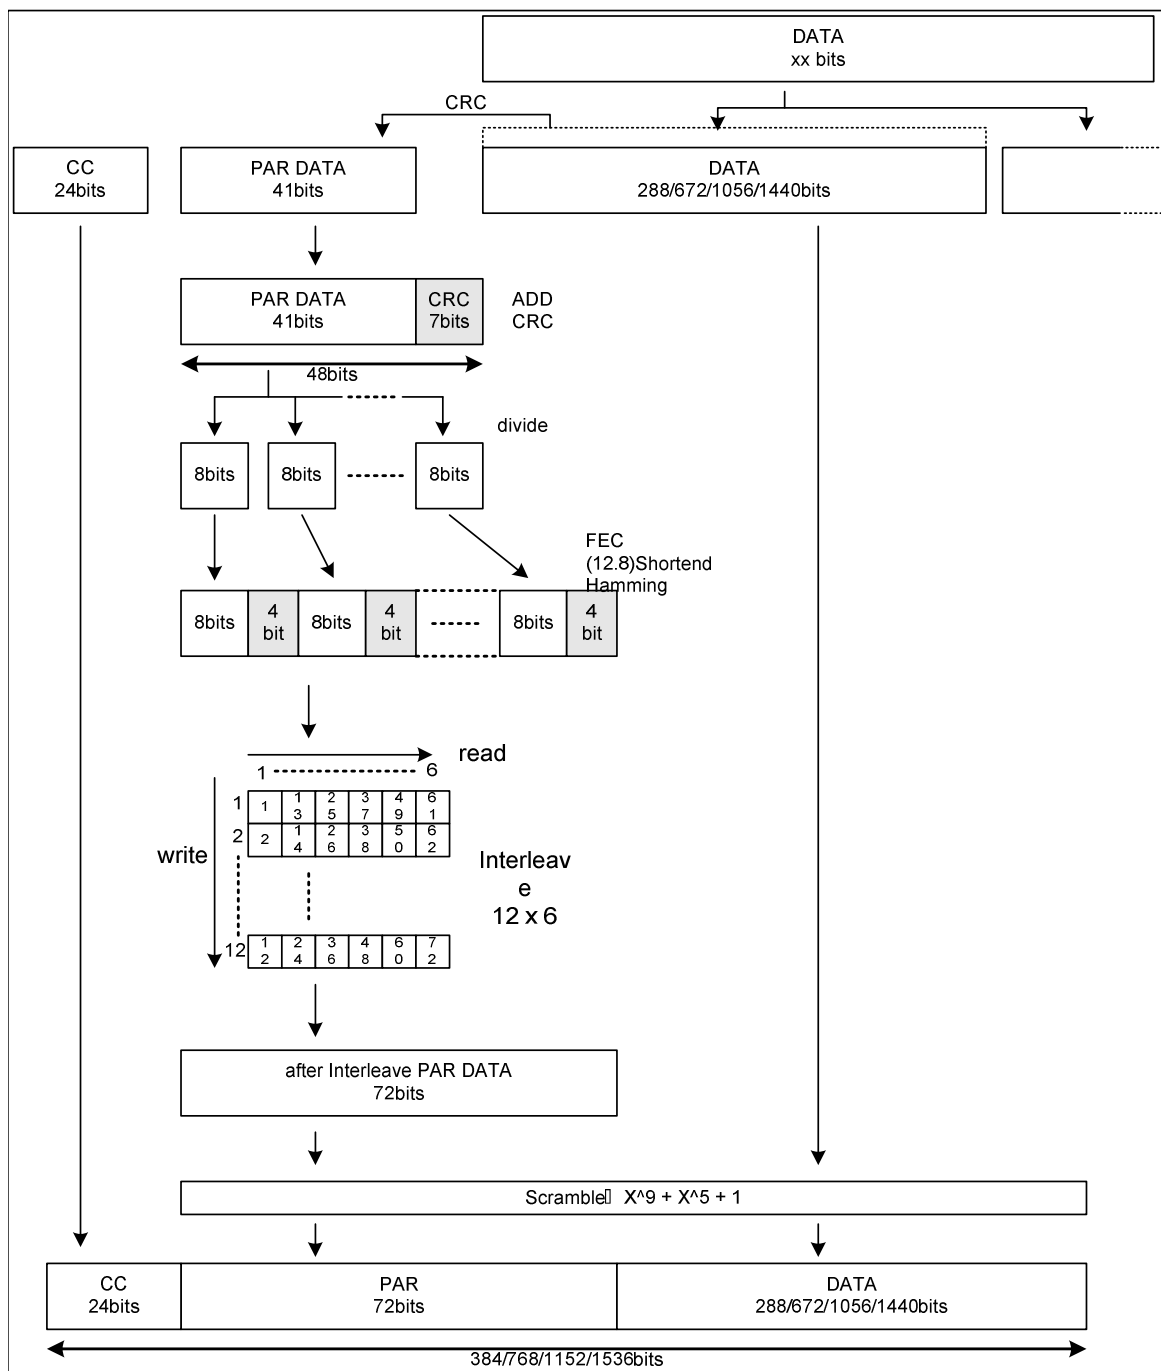 DATA
xx bits
CRC
CC
24bits
PAR DATA
41bits
DATA
288/672/1056/1440bits
PAR DATA
41bits
CRC
7bits
ADD
CRC
48bits
divide
8bits
8bits
8bits
FEC
(12.8)Shortend
Hamming
8bits
4
bit
8bits
4
bit
8bits
4
bit
read
1
6
write
1
1
1
3
2
5
3
7
4
9
6
1
2
2
1
4
2
6
3
8
5
0
6
2
Interleav
e
12 x 6
12
1
2
2
4
3
6
4
8
6
0
7
2
after Interleave PAR DATA
72bits
Scramble▯ X^9 + X^5 + 1
CC
24bits
PAR
72bits
DATA
288/672/1056/1440bits
384/768/1152/1536bits